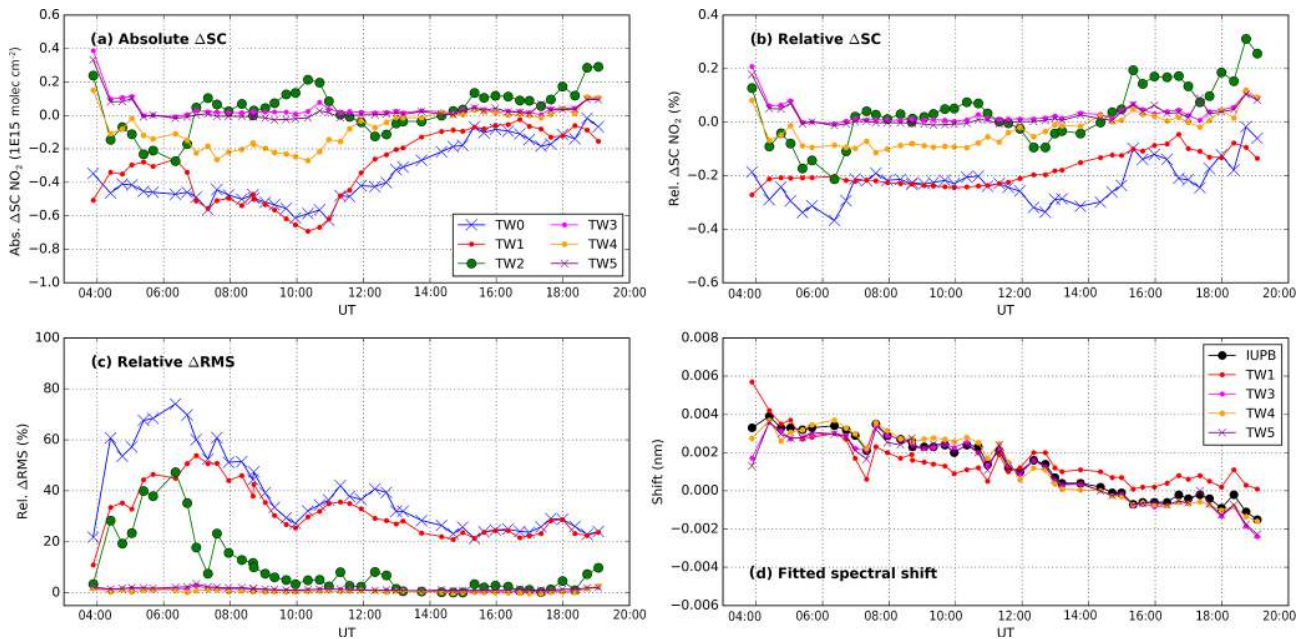 (a) Absolute ΔSC
Abs. ΔSC NO₂ (1E15 molec cm⁻²)
0.6
0.4
0.2
0.0
−0.2
−0.4
−0.6
−0.8
−1.0
TW0 TW3
TW1 TW4
TW2 TW5
04:00 06:00 08:00 10:00 12:00 14:00 16:00 18:00 20:00
UT
(b) Relative ΔSC
Rel. ΔSC NO₂ (%)
0.4
0.2
0.0
−0.2
−0.4
−0.6
04:00 06:00 08:00 10:00 12:00 14:00 16:00 18:00 20:00
UT
(c) Relative ΔRMS
Rel. ΔRMS (%)
100
80
60
40
20
0
04:00 06:00 08:00 10:00 12:00 14:00 16:00 18:00 20:00
UT
Shift (nm)
0.008
0.006
0.004
0.002
0.000
−0.002
−0.004
−0.006
IUPB
TW1
TW3
TW4
TW5
(d) Fitted spectral shift
04:00 06:00 08:00 10:00 12:00 14:00 16:00 18:00 20:00
UT